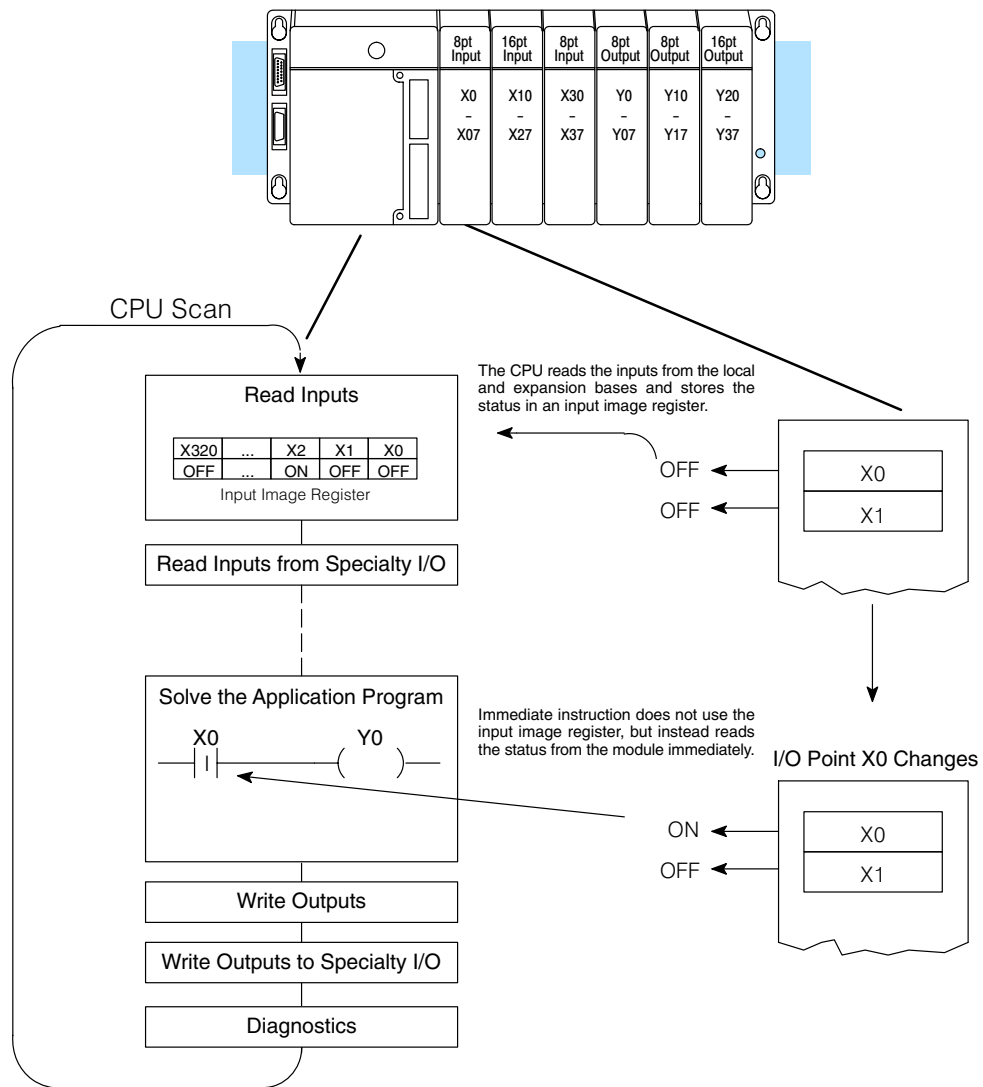 8pt Input
16pt Input
8pt Input
8pt Output
8pt Output
16pt Output
X0 – X07
X10 – X27
X30 – X37
Y0 – Y07
Y10 – Y17
Y20 – Y37
CPU Scan
The CPU reads the inputs from the local
and expansion bases and stores the
status in an input image register.
Read Inputs
X320 ... X2 X1 X0
OFF ... ON OFF OFF
Input Image Register
OFF X0
OFF X1
Read Inputs from Specialty I/O
Solve the Application Program
X0 Y0
I
Immediate instruction does not use the
input image register, but instead reads
the status from the module immediately.
I/O Point X0 Changes
ON X0
OFF X1
Write Outputs
Write Outputs to Specialty I/O
Diagnostics